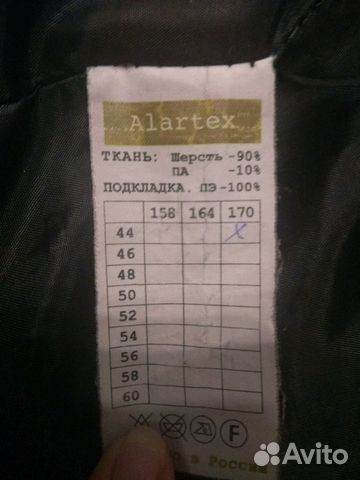 Alartex
ТКАНЬ: Шерсть -90%
ПА -10%
ПОДКЛАДКА. ПЭ -100%
158 164 170
44 X
46
48
50
52
54
56
58
60
F
в России
Avito